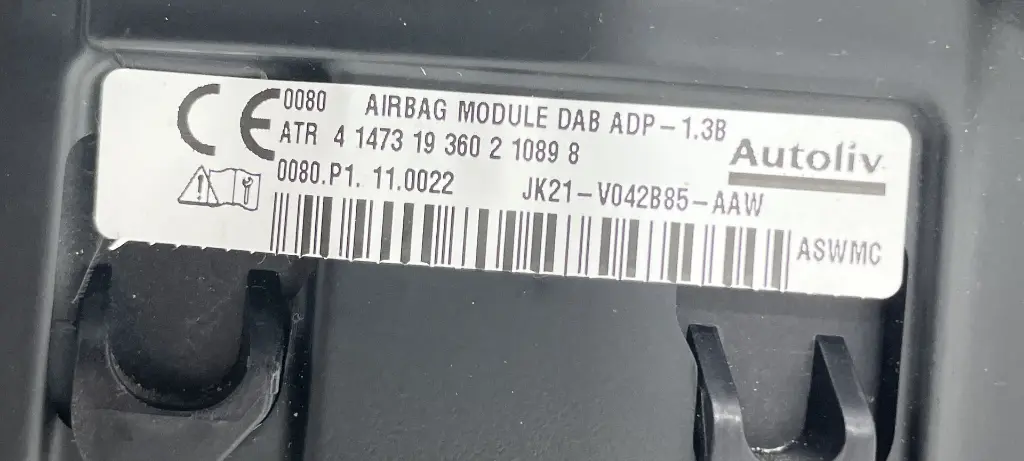 CE 0080 AIRBAG MODULE DAB ADP-1.3B
ATR 4 1473 19 360 2 1089 8
Autoliv
0080.P1. 11.0022 JK21-V042B85-AAW
ASWMC